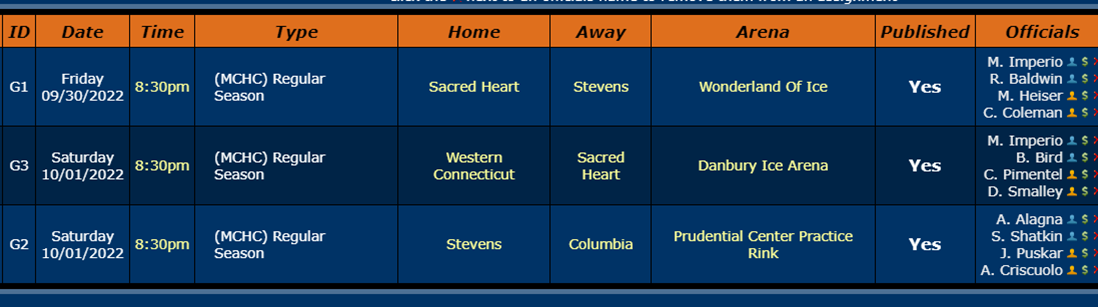 ID Date Time Type Home Away Arena Published Officials
G1 Friday 09/30/2022 8:30pm (MCHC) Regular Season Sacred Heart Stevens Wonderland Of Ice Yes M. Imperio $
R. Baldwin $
M. Heiser $
C. Coleman $
G3 Saturday 10/01/2022 8:30pm (MCHC) Regular Season Western Connecticut Sacred Heart Danbury Ice Arena Yes M. Imperio $
B. Bird $
C. Pimentel $
D. Smalley $
G2 Saturday 10/01/2022 8:30pm (MCHC) Regular Season Stevens Columbia Prudential Center Practice Rink Yes A. Alagna $
S. Shatkin $
J. Puskar $
A. Criscuolo $